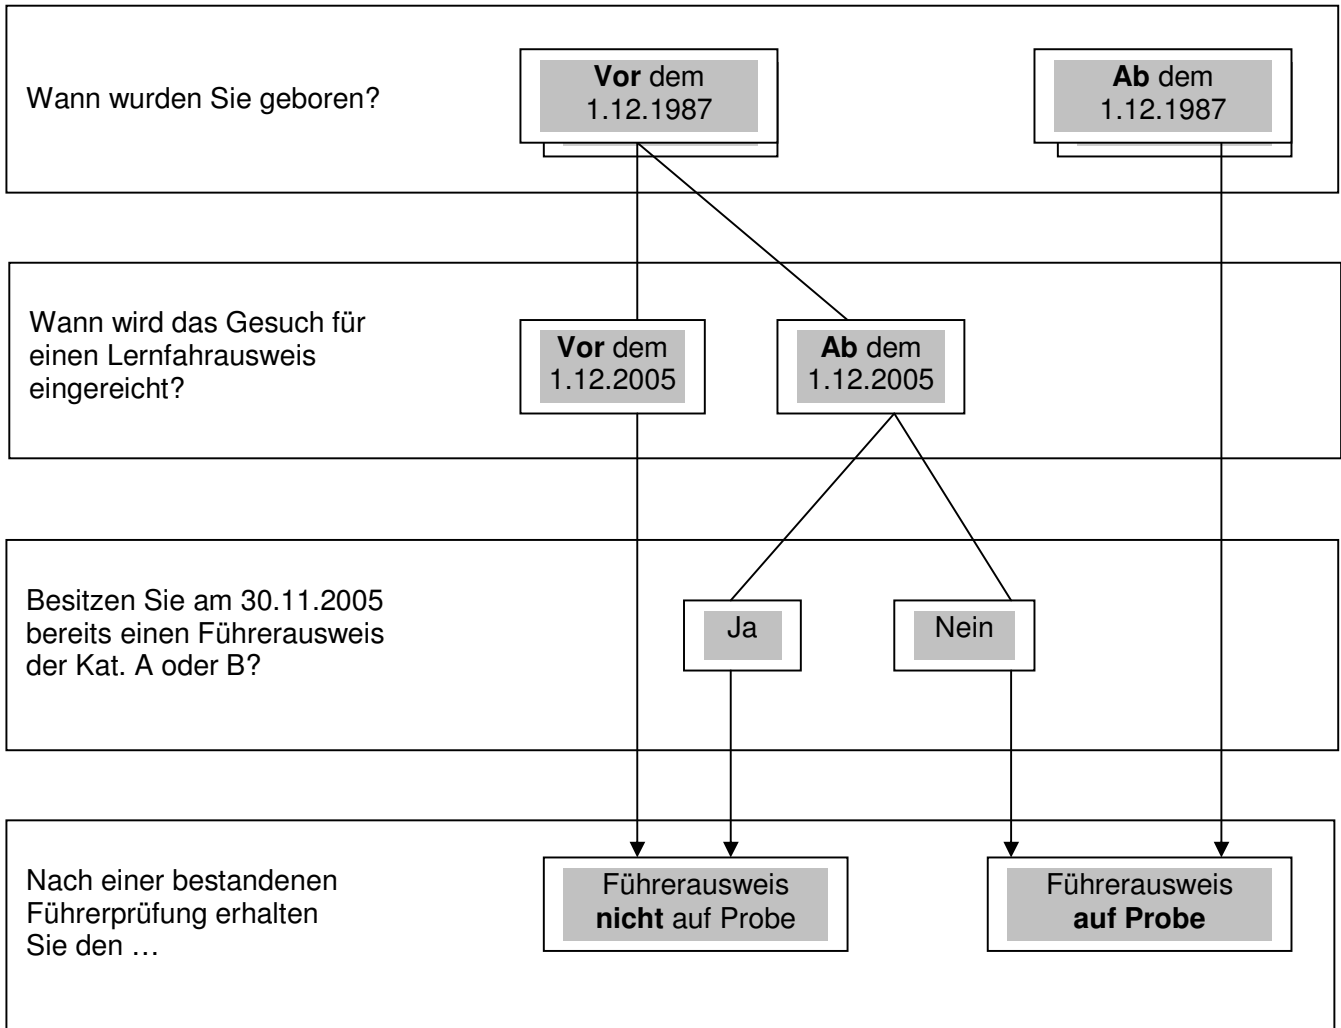 Wann wurden Sie geboren?
Vor dem
1.12.1987
Ab dem
1.12.1987
Wann wird das Gesuch für
einen Lernfahrausweis
eingereicht?
Vor dem
1.12.2005
Ab dem
1.12.2005
Besitzen Sie am 30.11.2005
bereits einen Führerausweis
der Kat. A oder B?
Ja
Nein
Nach einer bestandenen
Führerprüfung erhalten
Sie den …
Führerausweis
nicht auf Probe
Führerausweis
auf Probe